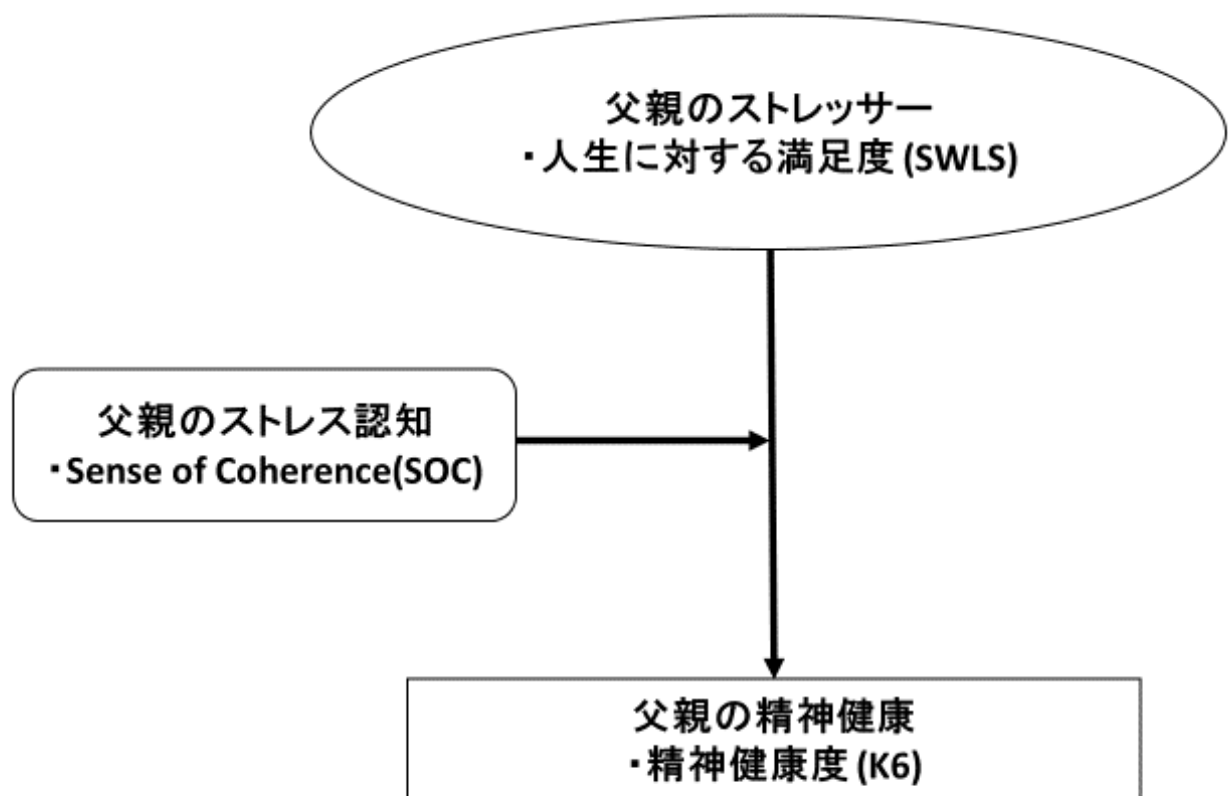 父親のストレッサー
・人生に対する満足度 (SWLS)
父親のストレス認知
・Sense of Coherence(SOC)
父親の精神健康
・精神健康度 (K6)